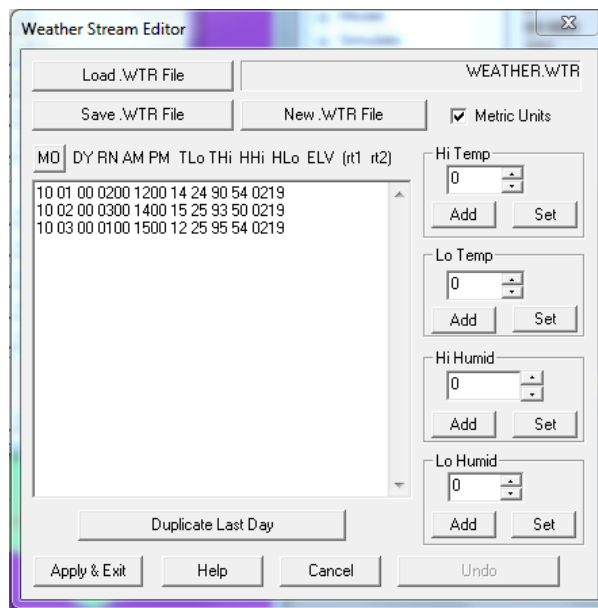 Weather Stream Editor
Load .WTR File
WEATHER.WTR
Save .WTR File
New .WTR File
Metric Units
MO DY RN AM PM TLo THi HHi HLo ELV (rt1 rt2)
10 01 00 0200 1200 14 24 90 54 0219
10 02 00 0300 1400 15 25 93 50 0219
10 03 00 0100 1500 12 25 95 54 0219
Hi Temp
0
Add
Set
Lo Temp
0
Add
Set
Hi Humid
0
Add
Set
Lo Humid
0
Add
Set
Duplicate Last Day
Apply & Exit
Help
Cancel
Undo